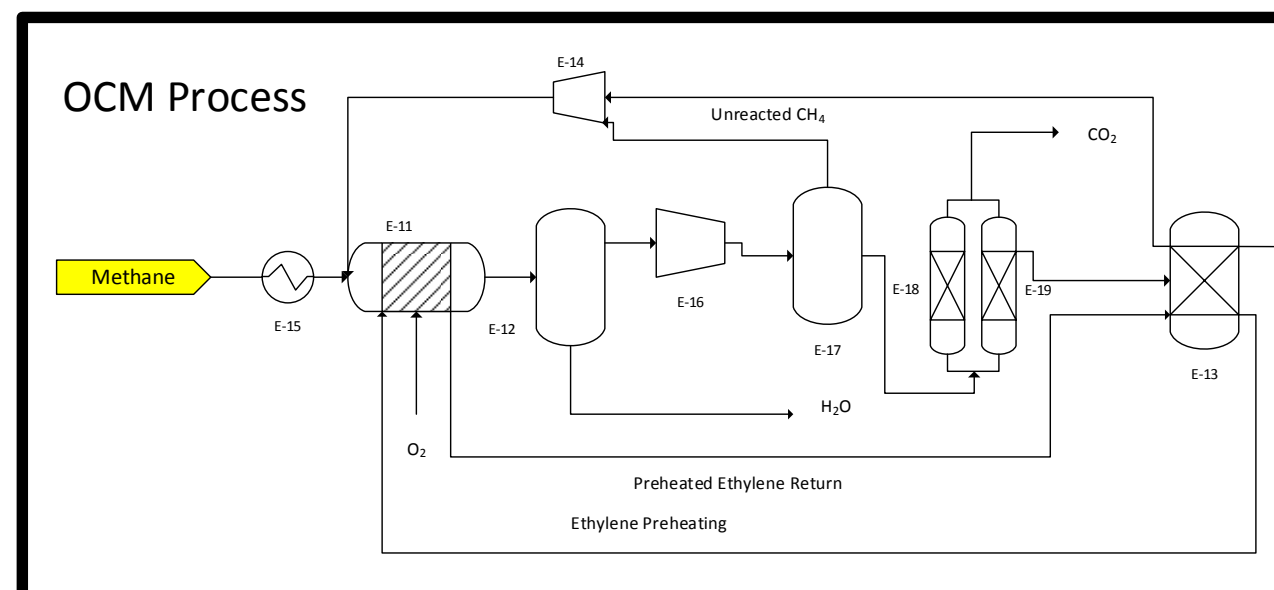 E-14
OCM Process
Unreacted CH₄
CO₂
E-11
Methane
E-15
E-12
E-16
E-18
E-19
E-17
E-13
H₂O
O₂
Preheated Ethylene Return
Ethylene Preheating